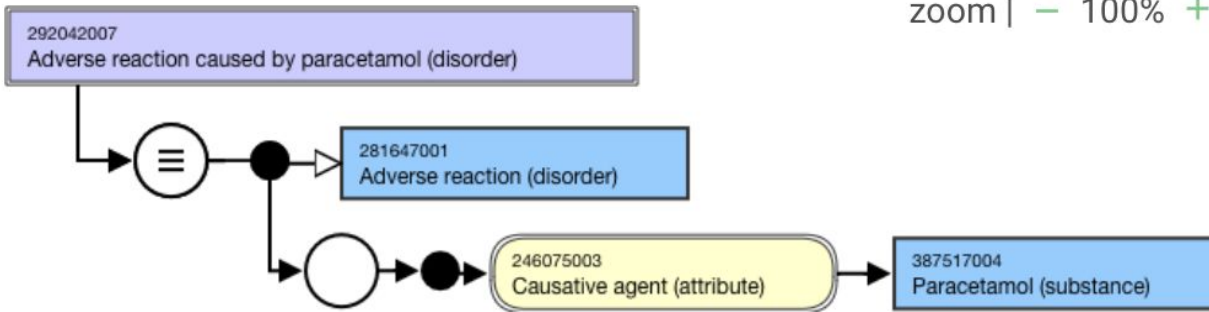 zoom | − 100% +
292042007
Adverse reaction caused by paracetamol (disorder)
281647001
Adverse reaction (disorder)
246075003
Causative agent (attribute)
387517004
Paracetamol (substance)